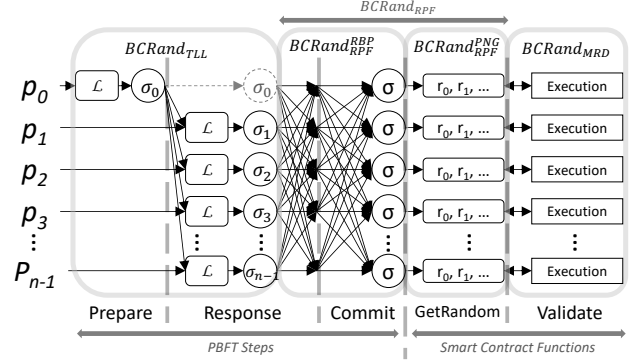 BCRand_RPF
BCRand_TLL BCRand_RPF^RBP BCRand_RPF^PNG BCRand_MRD
p_0 ℒ σ_0 σ_0 σ r_0, r_1, ... Execution
p_1 ℒ σ_1 σ r_0, r_1, ... Execution
p_2 ℒ σ_2 σ r_0, r_1, ... Execution
p_3 ℒ σ_3 σ r_0, r_1, ... Execution
⋮ ⋮ ⋮ ⋮ ⋮ ⋮
P_n-1 ℒ σ_n−1 σ r_0, r_1, ... Execution
Prepare Response Commit GetRandom Validate
PBFT Steps Smart Contract Functions